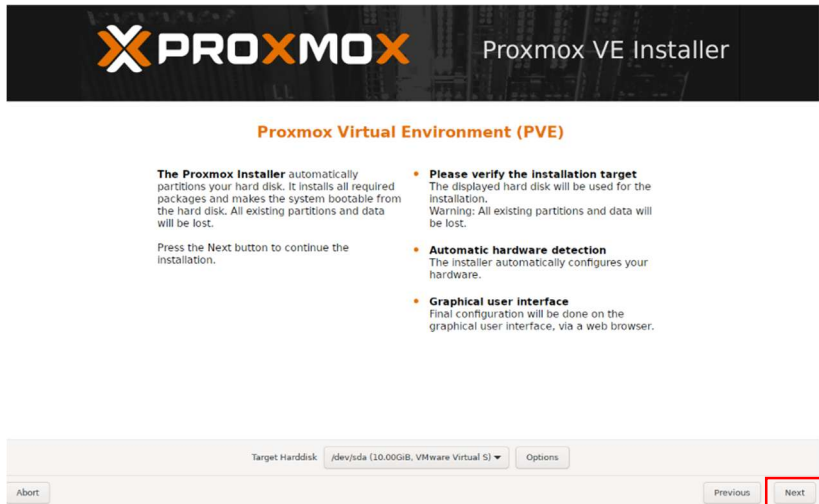 PROXMOX
Proxmox VE Installer
Proxmox Virtual Environment (PVE)
The Proxmox Installer automatically
partitions your hard disk. It installs all required
packages and makes the system bootable from
the hard disk. All existing partitions and data
will be lost.
Press the Next button to continue the
installation.
• Please verify the installation target
The displayed hard disk will be used for the
installation.
Warning: All existing partitions and data will
be lost.
• Automatic hardware detection
The installer automatically configures your
hardware.
• Graphical user interface
Final configuration will be done on the
graphical user interface, via a web browser.
Target Harddisk /dev/sda (10.00GiB, VMware Virtual S) Options
Abort Previous Next